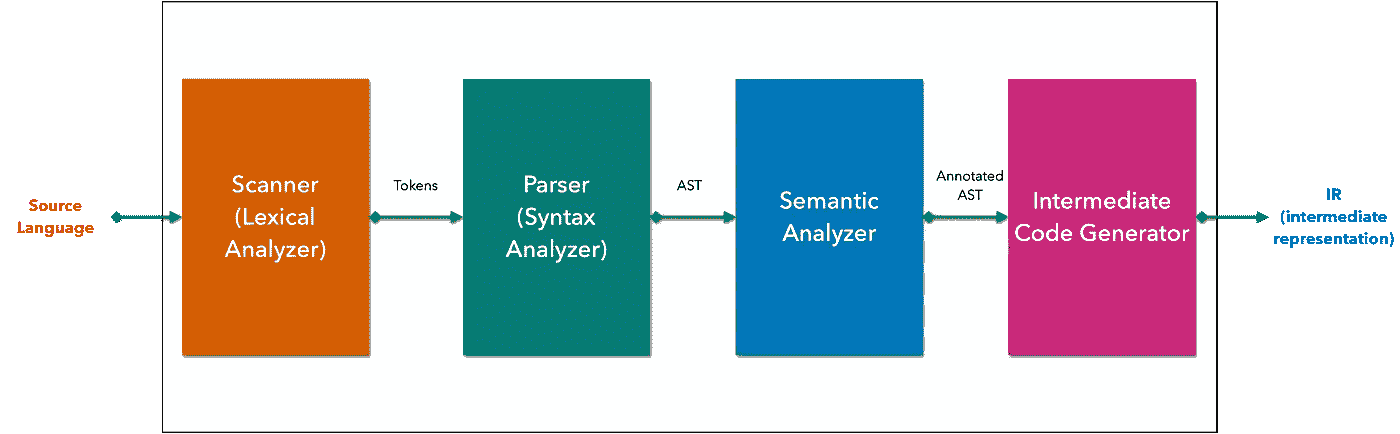 Source
Language
Scanner
(Lexical
Analyzer)
Tokens
Parser
(Syntax
Analyzer)
AST
Semantic
Analyzer
Annotated
AST
Intermediate
Code Generator
IR
(intermediate
representation)